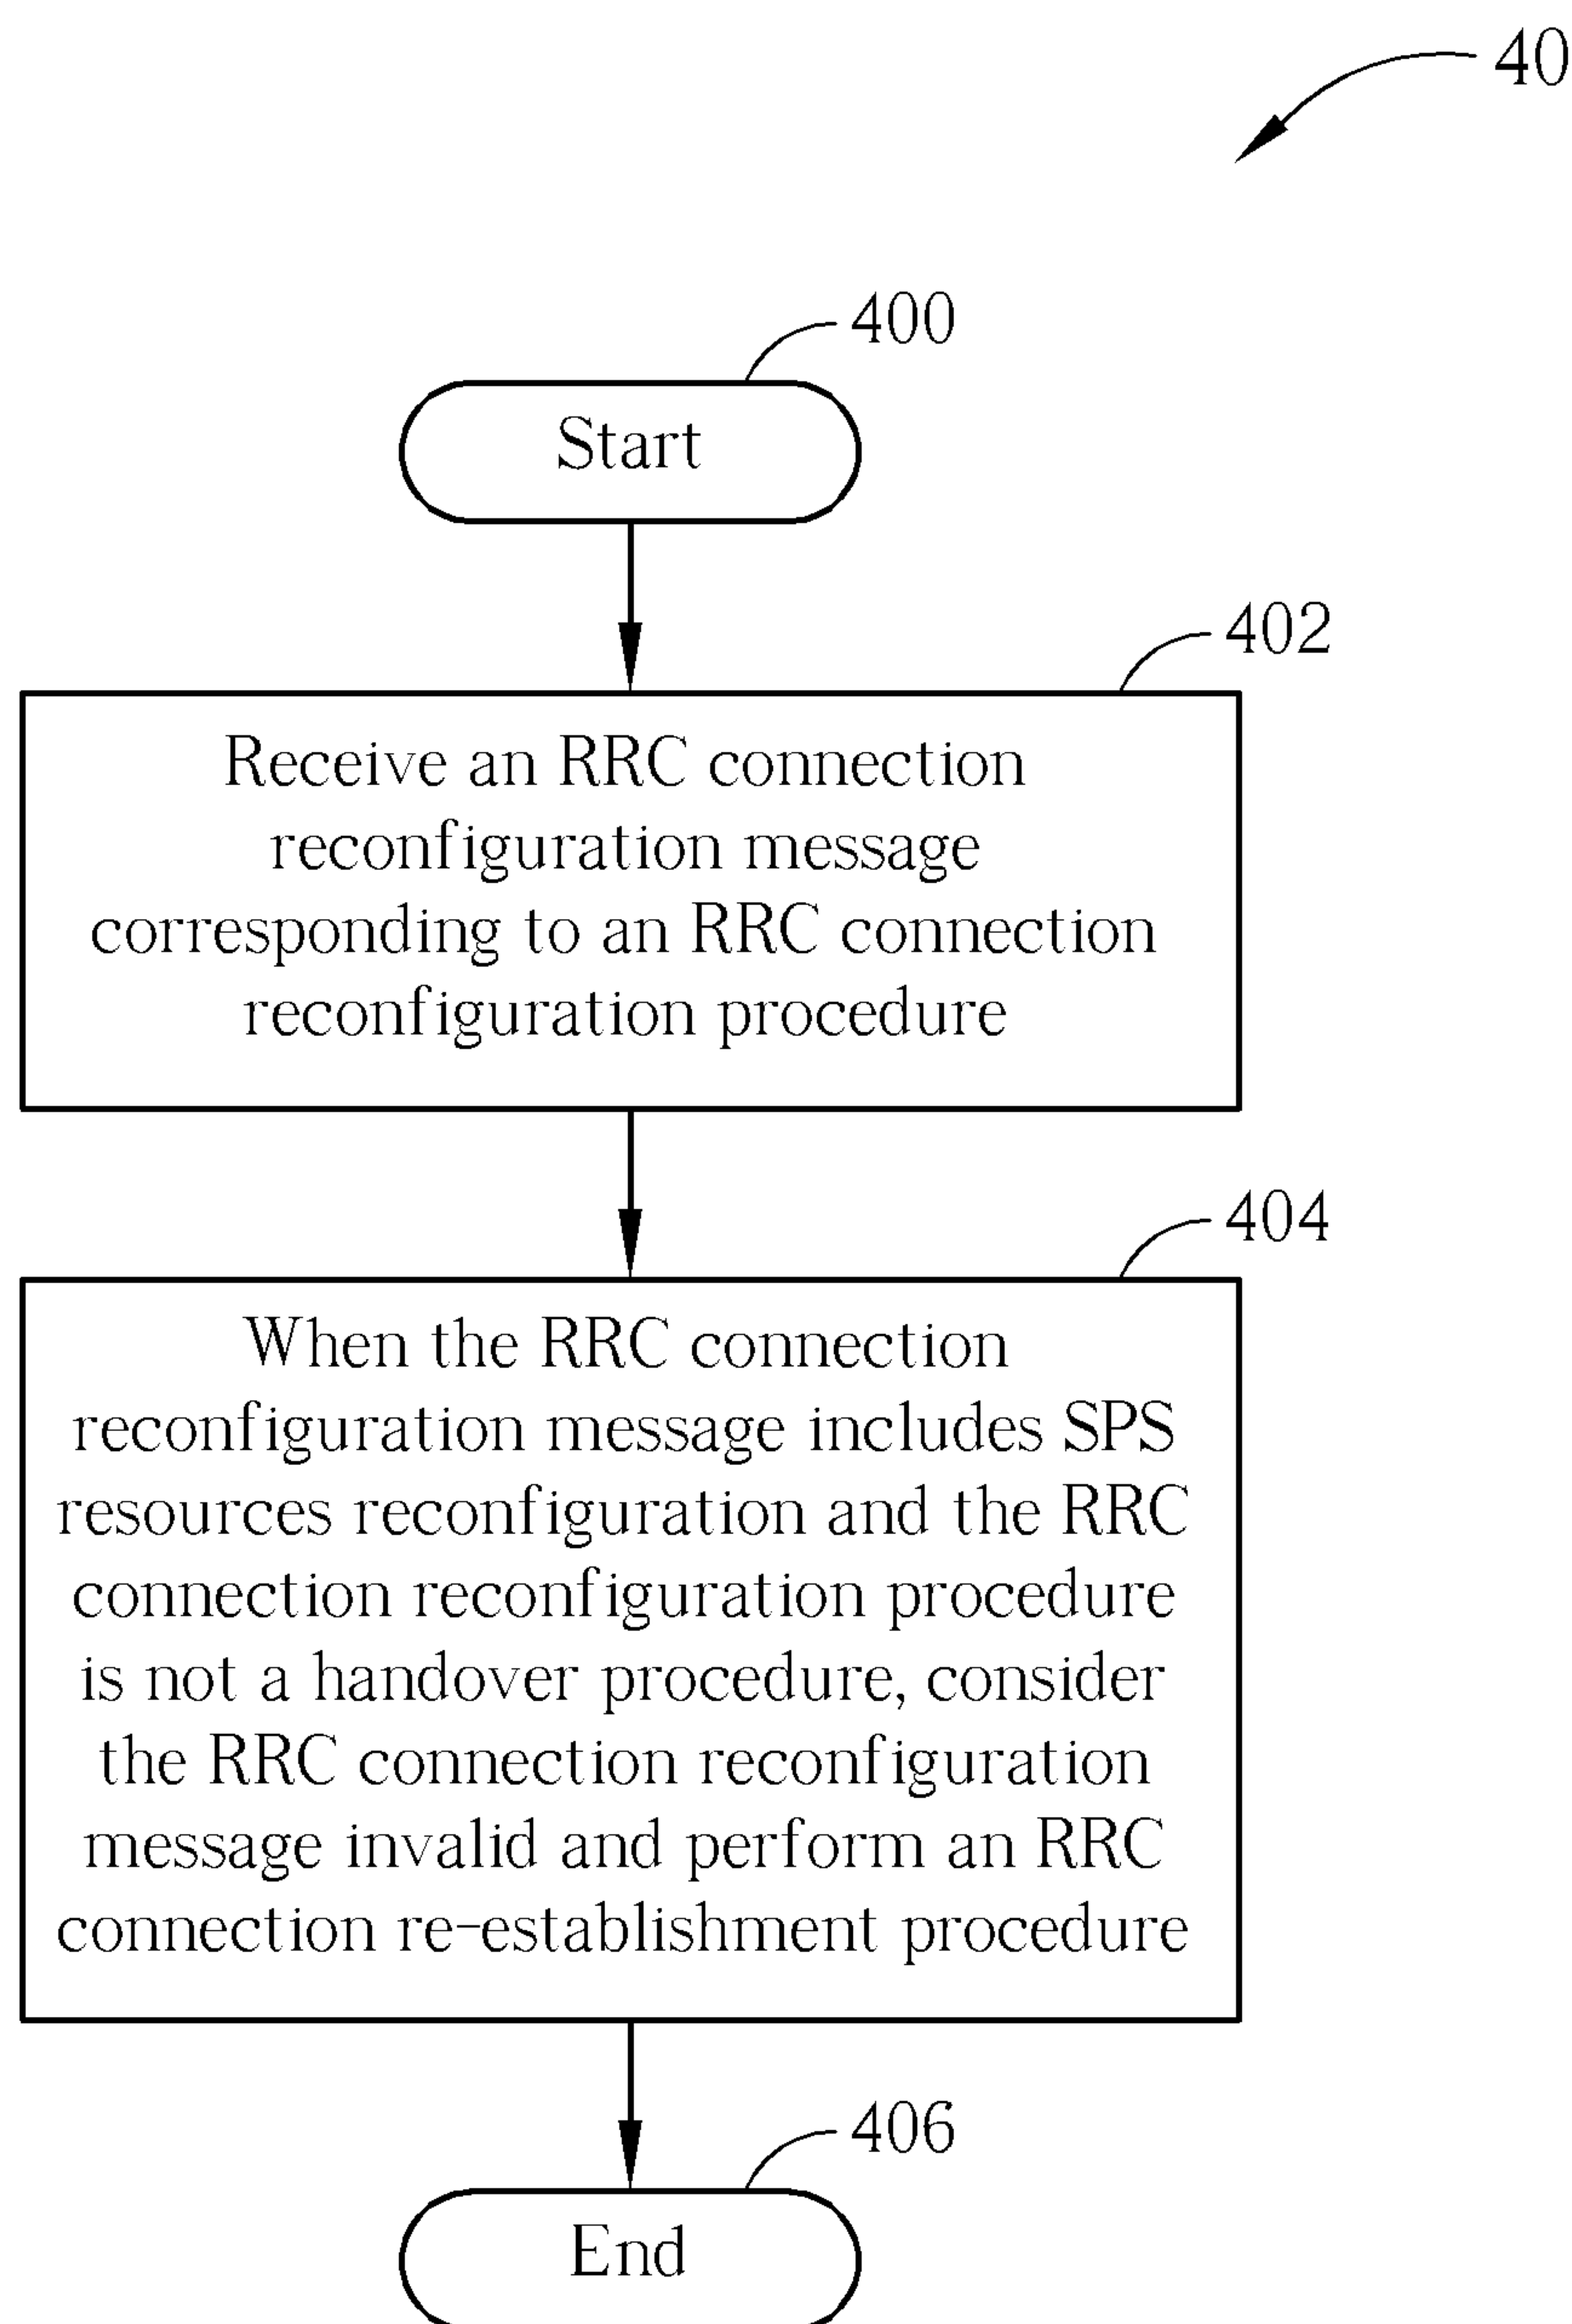 40
400
Start
402
Receive an RRC connection
reconfiguration message
corresponding to an RRC connection
reconfiguration procedure
404
When the RRC connection
reconfiguration message includes SPS
resources reconfiguration and the RRC
connection reconfiguration procedure
is not a handover procedure, consider
the RRC connection reconfiguration
message invalid and perform an RRC
connection re-establishment procedure
406
End